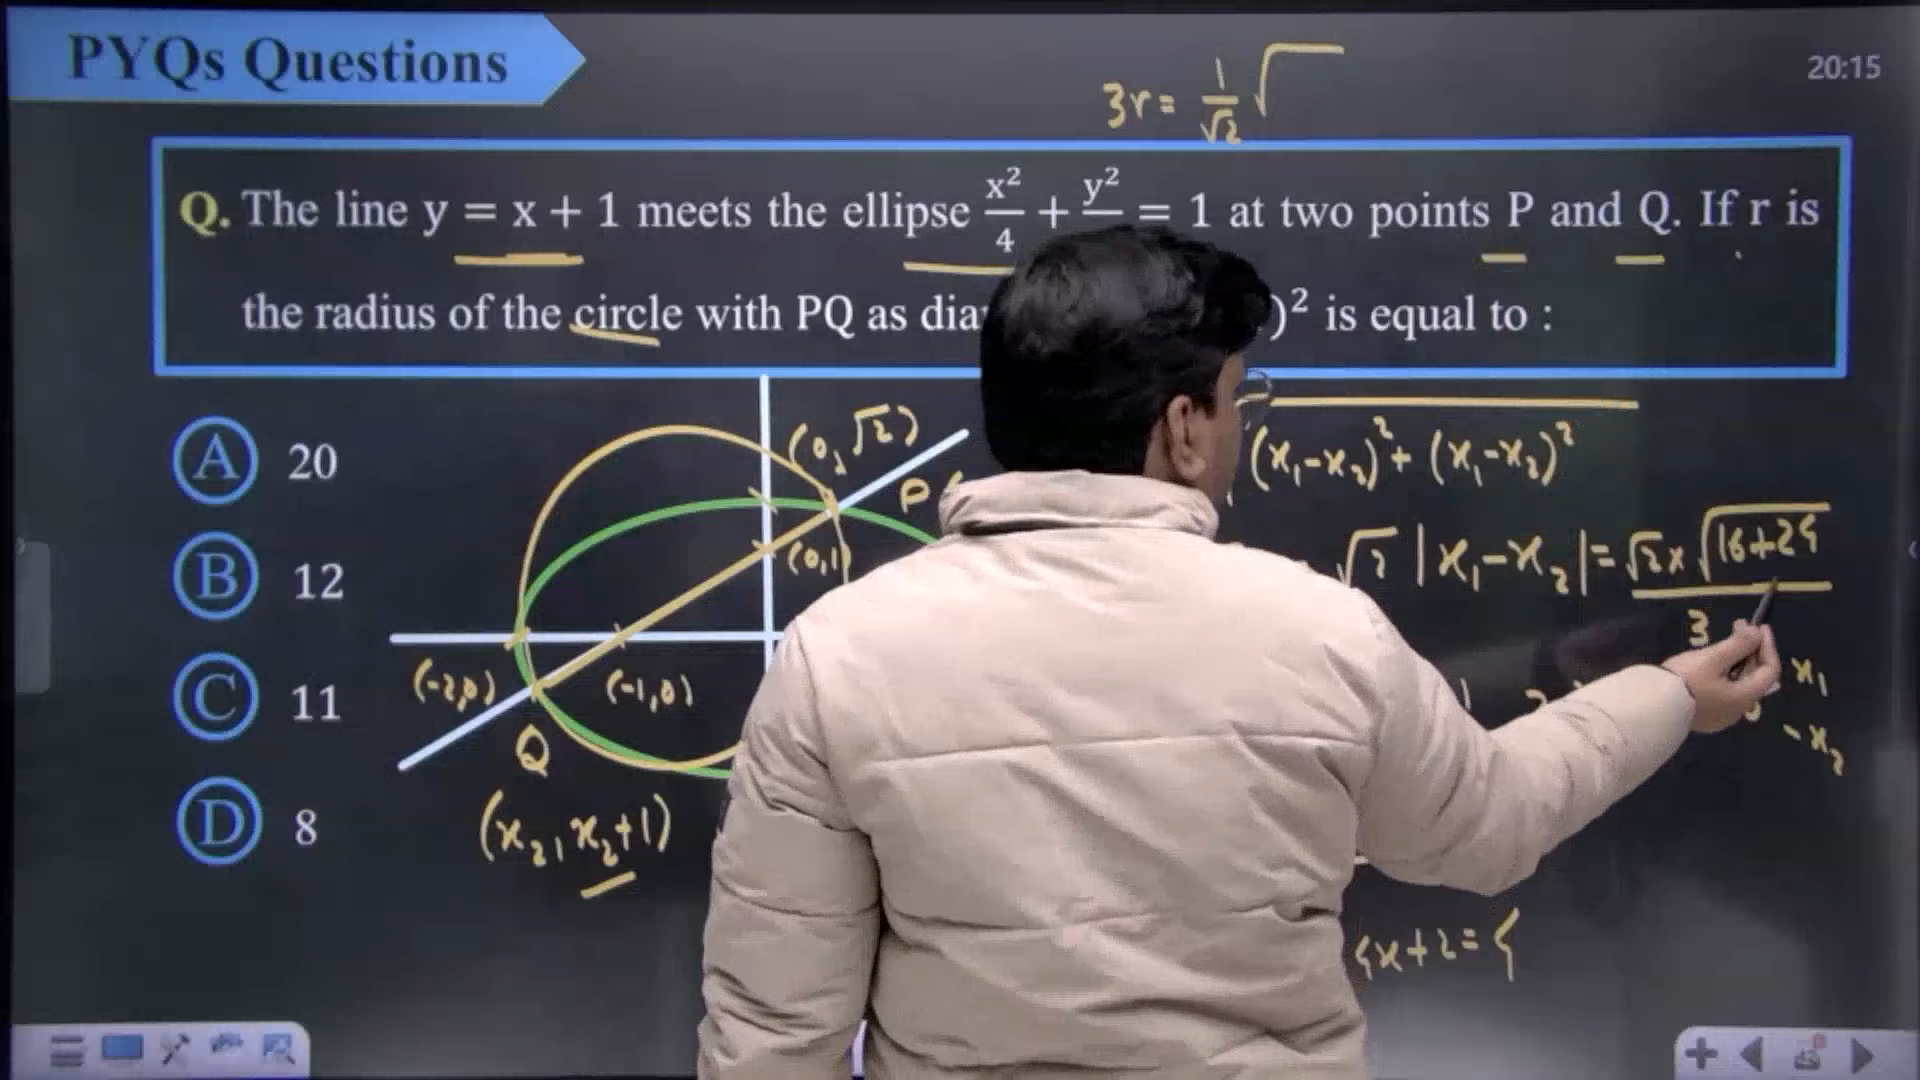 PYQs Questions
20:15
3r = 1/√2 √
Q. The line y = x + 1 meets the ellipse x²/4 + y² = 1 at two points P and Q. If r is
the radius of the circle with PQ as )² is equal to :
A 20
B 12
C 11
D 8
(0, √2)
P
(0,1)
(-2,0)
(-1,0)
Q
(x₂, x₂+1)
(x₁-x₂)² + (x₁-x₂)²
√2 |x₁-x₂| = √2 × √16+24
3
x₁
- x₂
4x+2=4